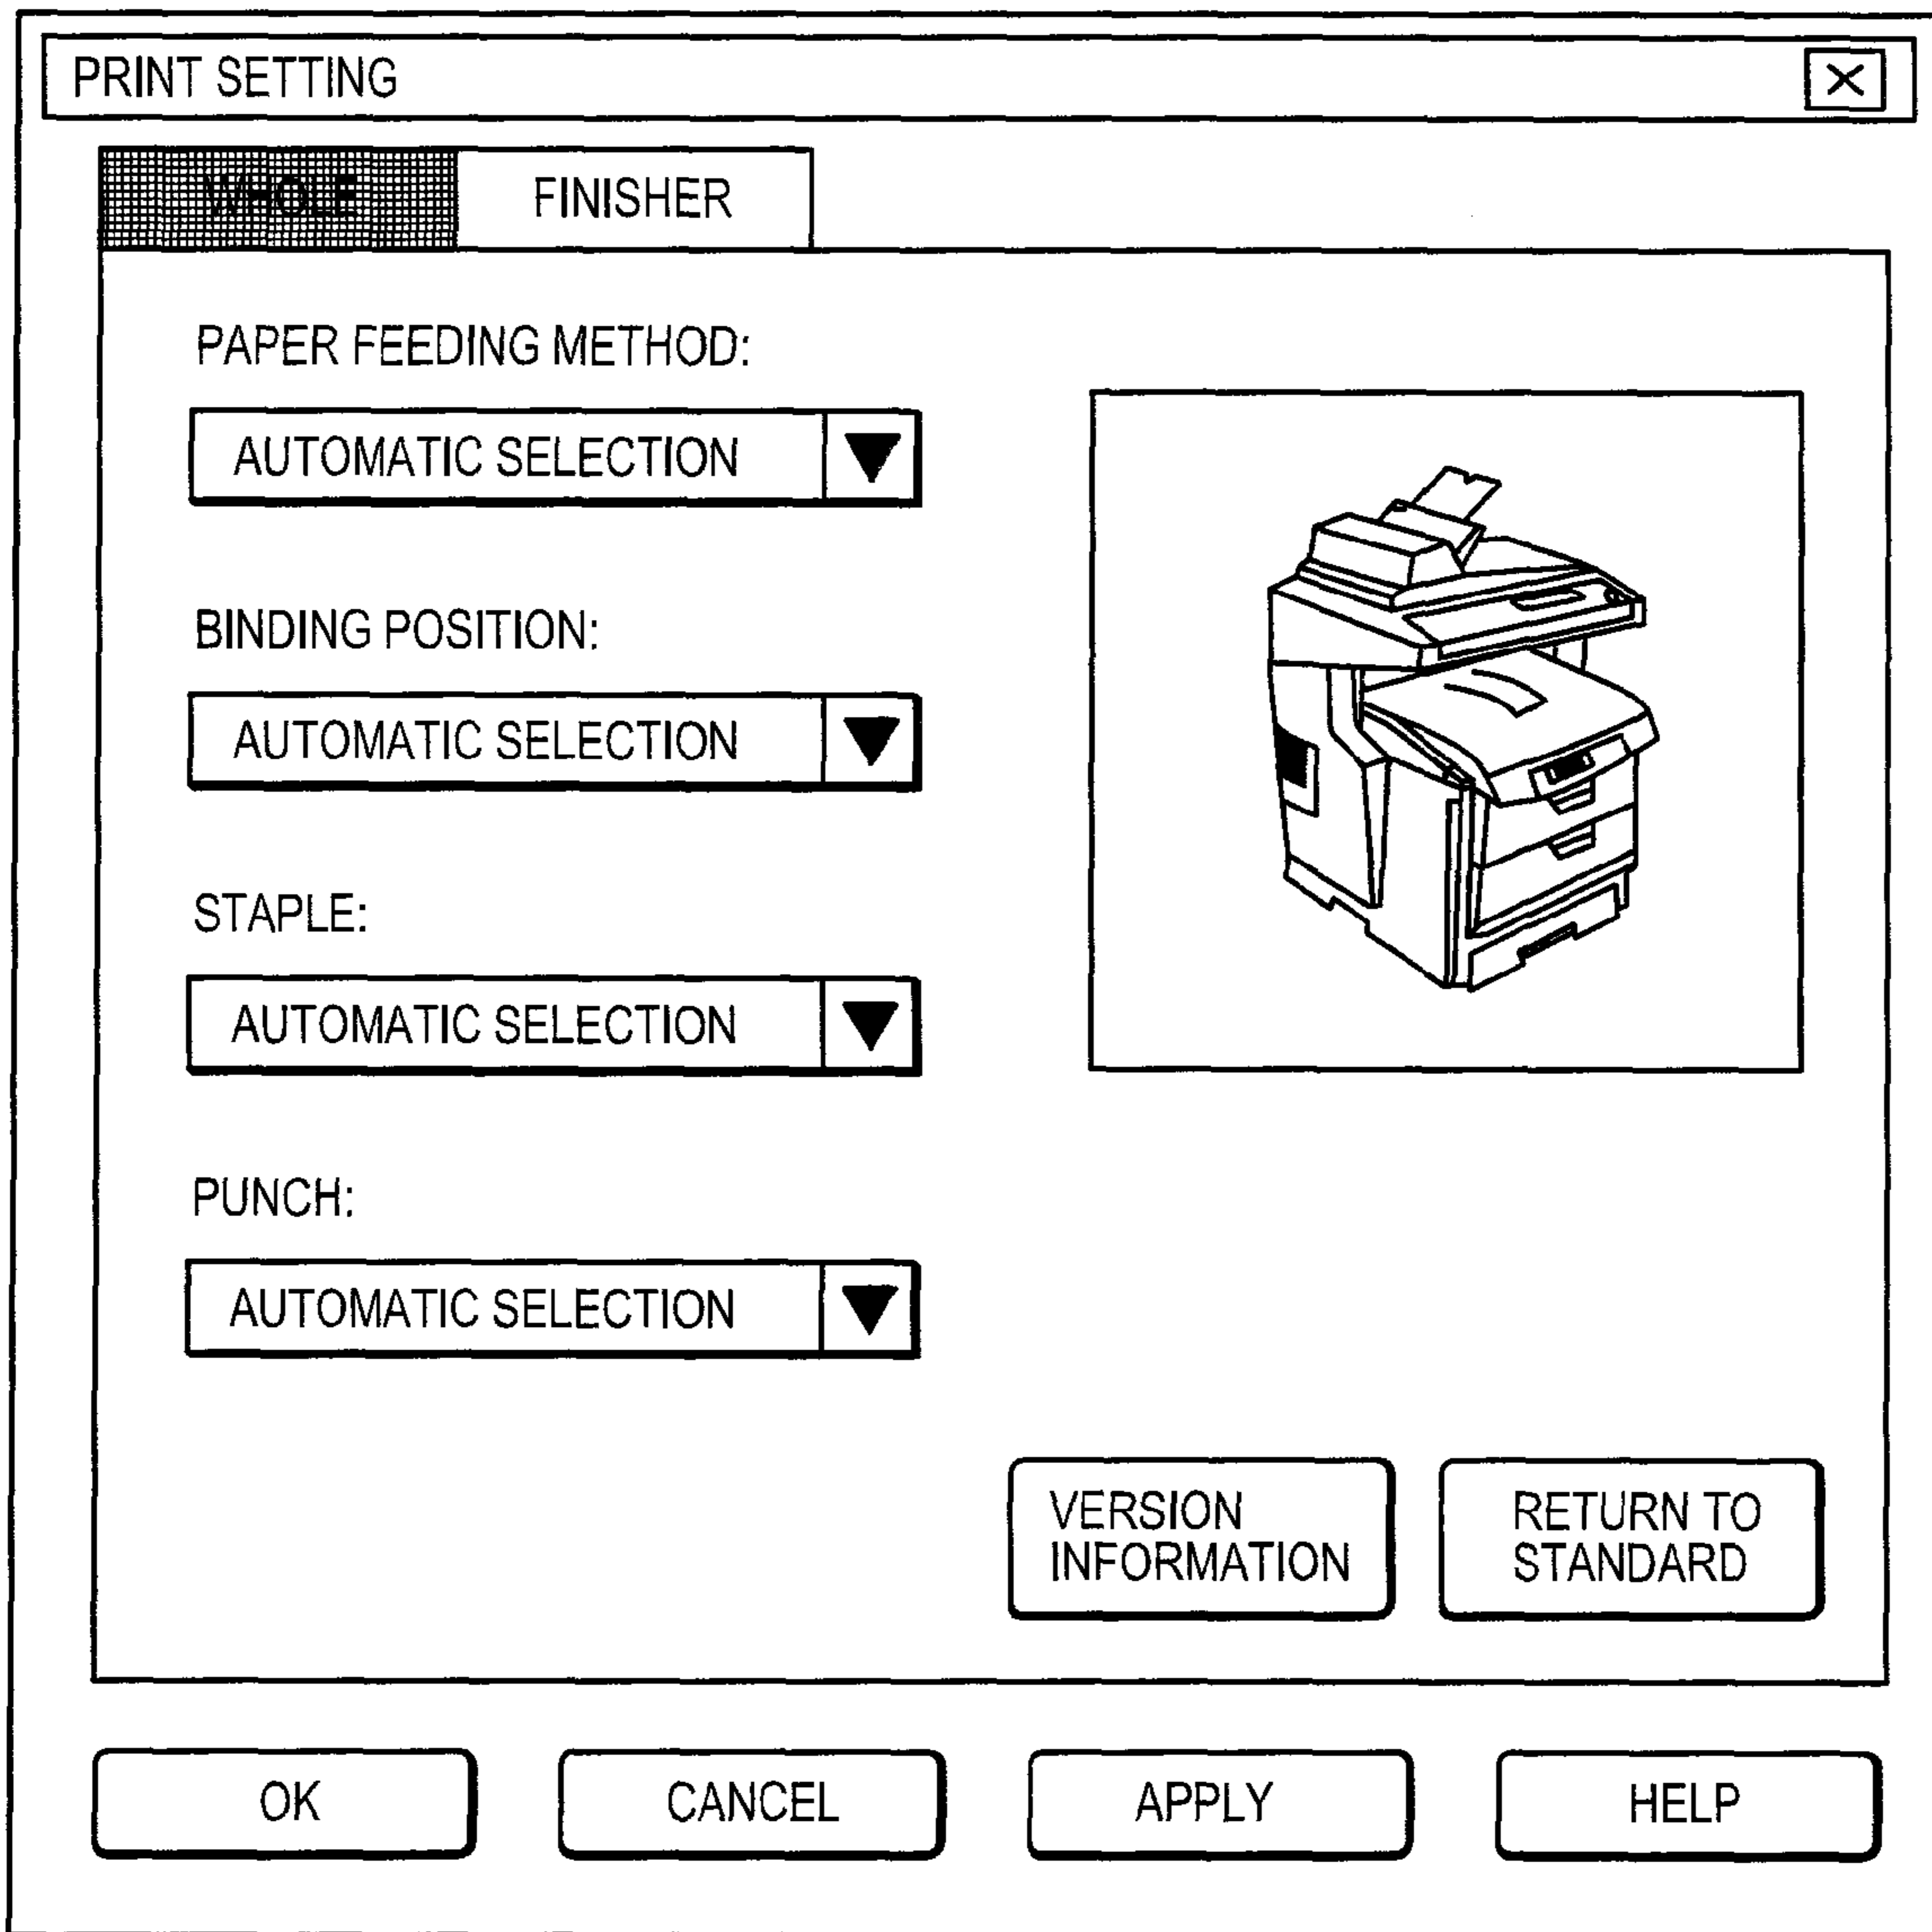 PRINT SETTING
WHOLE
FINISHER
PAPER FEEDING METHOD:
AUTOMATIC SELECTION
BINDING POSITION:
AUTOMATIC SELECTION
STAPLE:
AUTOMATIC SELECTION
PUNCH:
AUTOMATIC SELECTION
VERSION
INFORMATION
RETURN TO
STANDARD
OK
CANCEL
APPLY
HELP